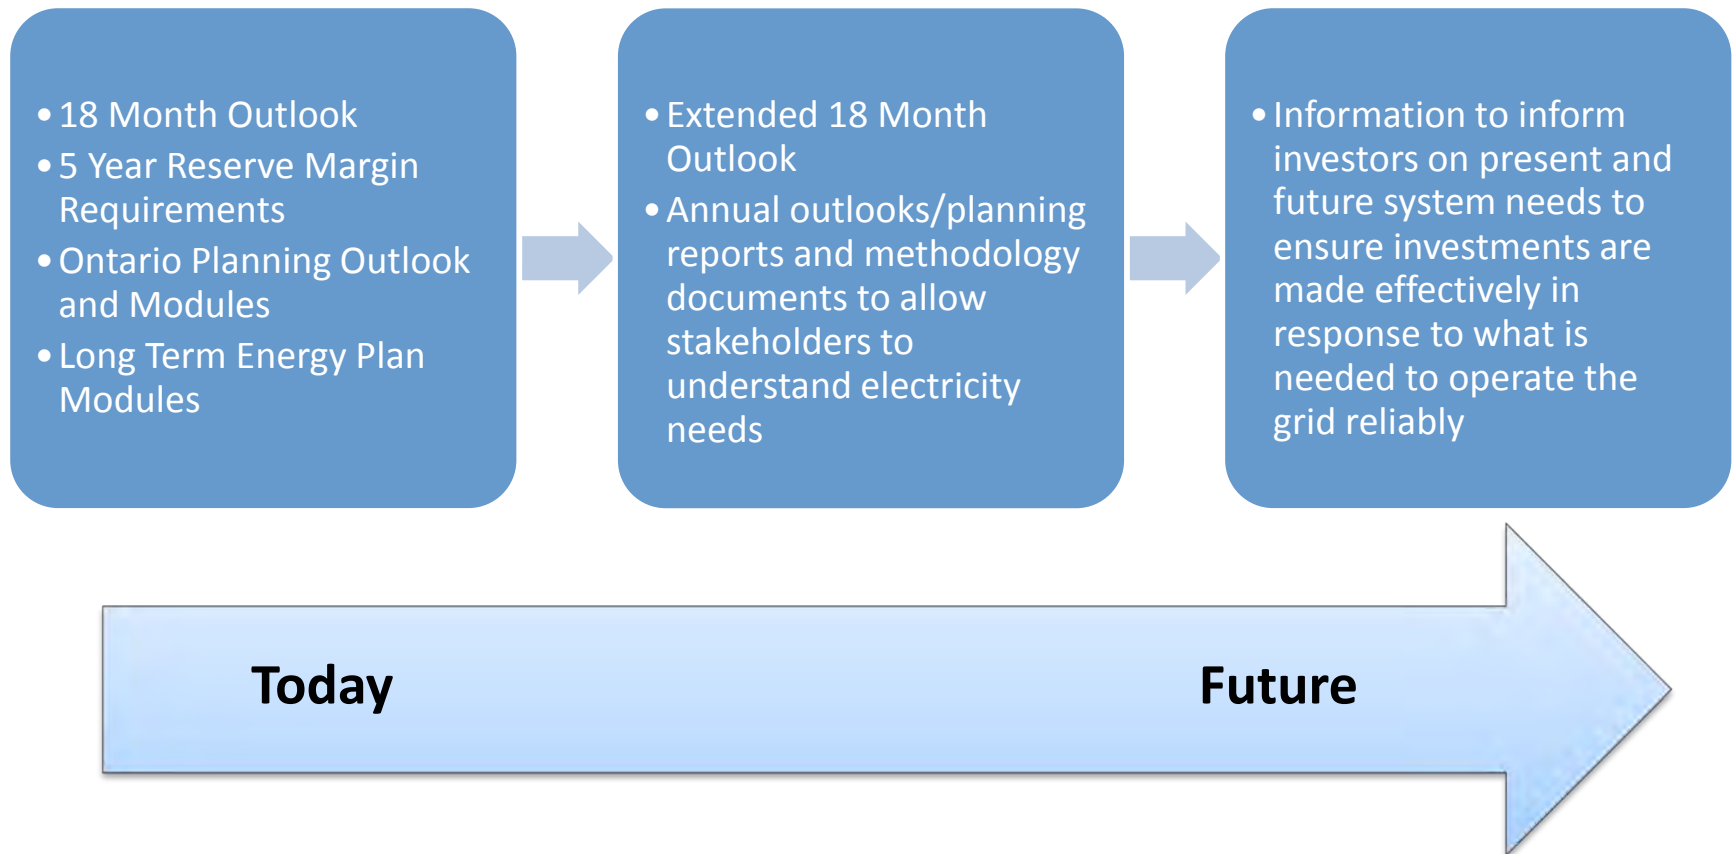 • 18 Month Outlook
• 5 Year Reserve Margin
Requirements
• Ontario Planning Outlook
and Modules
• Long Term Energy Plan
Modules
• Extended 18 Month
Outlook
• Annual outlooks/planning
reports and methodology
documents to allow
stakeholders to
understand electricity
needs
• Information to inform
investors on present and
future system needs to
ensure investments are
made effectively in
response to what is
needed to operate the
grid reliably
Today
Future